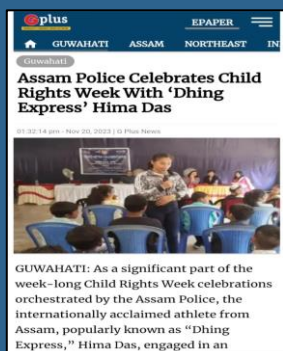 Gplus
EPAPER
GUWAHATI ASSAM NORTHEAST IN
Guwahati
Assam Police Celebrates Child
Rights Week With ‘Dhing
Express’ Hima Das
01:32:14 pm - Nov 20, 2023 | G Plus News
GUWAHATI: As a significant part of the
week-long Child Rights Week celebrations
orchestrated by the Assam Police, the
internationally acclaimed athlete from
Assam, popularly known as “Dhing
Express,” Hima Das, engaged in an